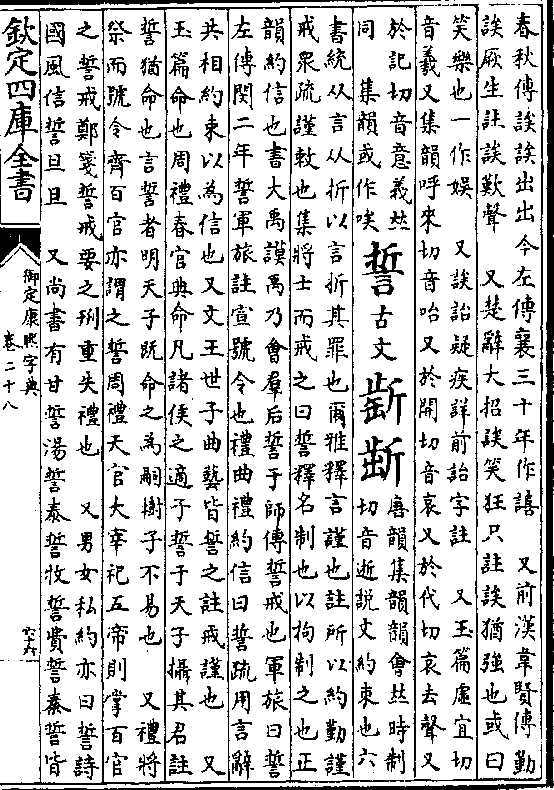 春秋傳誒誒出出今左傳襄三十年作譆　又前漢韋賢傳勤
誒厥生註誒歎聲　又楚辭大招誒笑狂只註誒猶強也或曰
笑樂也一作娭　又誒詒疑疾詳前詒字註　又玉篇虛宜切
音羲又集韻呼來切音咍又於開切音哀又於代切哀去聲又
於記切音意義𠀤
同　集韻或作唉　誓古文𣂷𣂹唐韻集韻韻會𠀤時制
切音逝說文約束也六
書統从言从折以言折其罪也爾雅釋言謹也註所以約勤謹
戒衆疏謹敕也集將士而戒之曰誓釋名制也以拘制之也正
韻約信也書大禹謨禹乃會羣后誓于師傳誓戒也軍旅曰誓
左傳閔二年誓軍旅註宣號令也禮曲禮約信曰誓疏用言辭
共相約束以為信也又文王世子曲藝皆誓之註戒謹也　又
玉篇命也周禮春官典命凡諸侯之適子誓于天子攝其君註
誓猶命也言誓者明天子旣命之為嗣樹子不易也　又禮將
祭而號令齊百官亦謂之誓周禮天官大宰祀五帝則掌百官
之誓戒鄭箋誓戒要之刑重失禮也　又男女私約亦曰誓詩
國風信誓旦旦　又尚書有甘誓湯誓泰誓牧誓費誓秦誓皆
欽定四庫全書
御定康熙字典
卷二十八